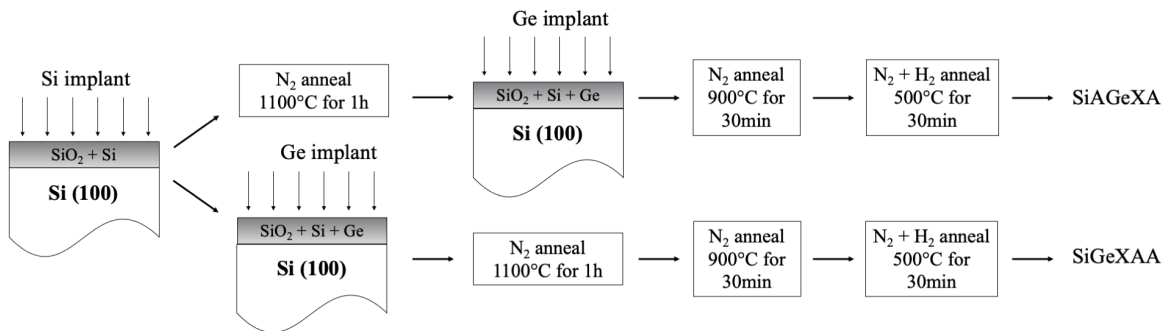 Si implant
SiO₂ + Si
Si (100)
N₂ anneal
1100°C for 1h
Ge implant
SiO₂ + Si + Ge
Si (100)
N₂ anneal
900°C for
30min
N₂ + H₂ anneal
500°C for
30min
SiAGeXA
Ge implant
SiO₂ + Si + Ge
Si (100)
N₂ anneal
1100°C for 1h
N₂ anneal
900°C for
30min
N₂ + H₂ anneal
500°C for
30min
SiGeXAA